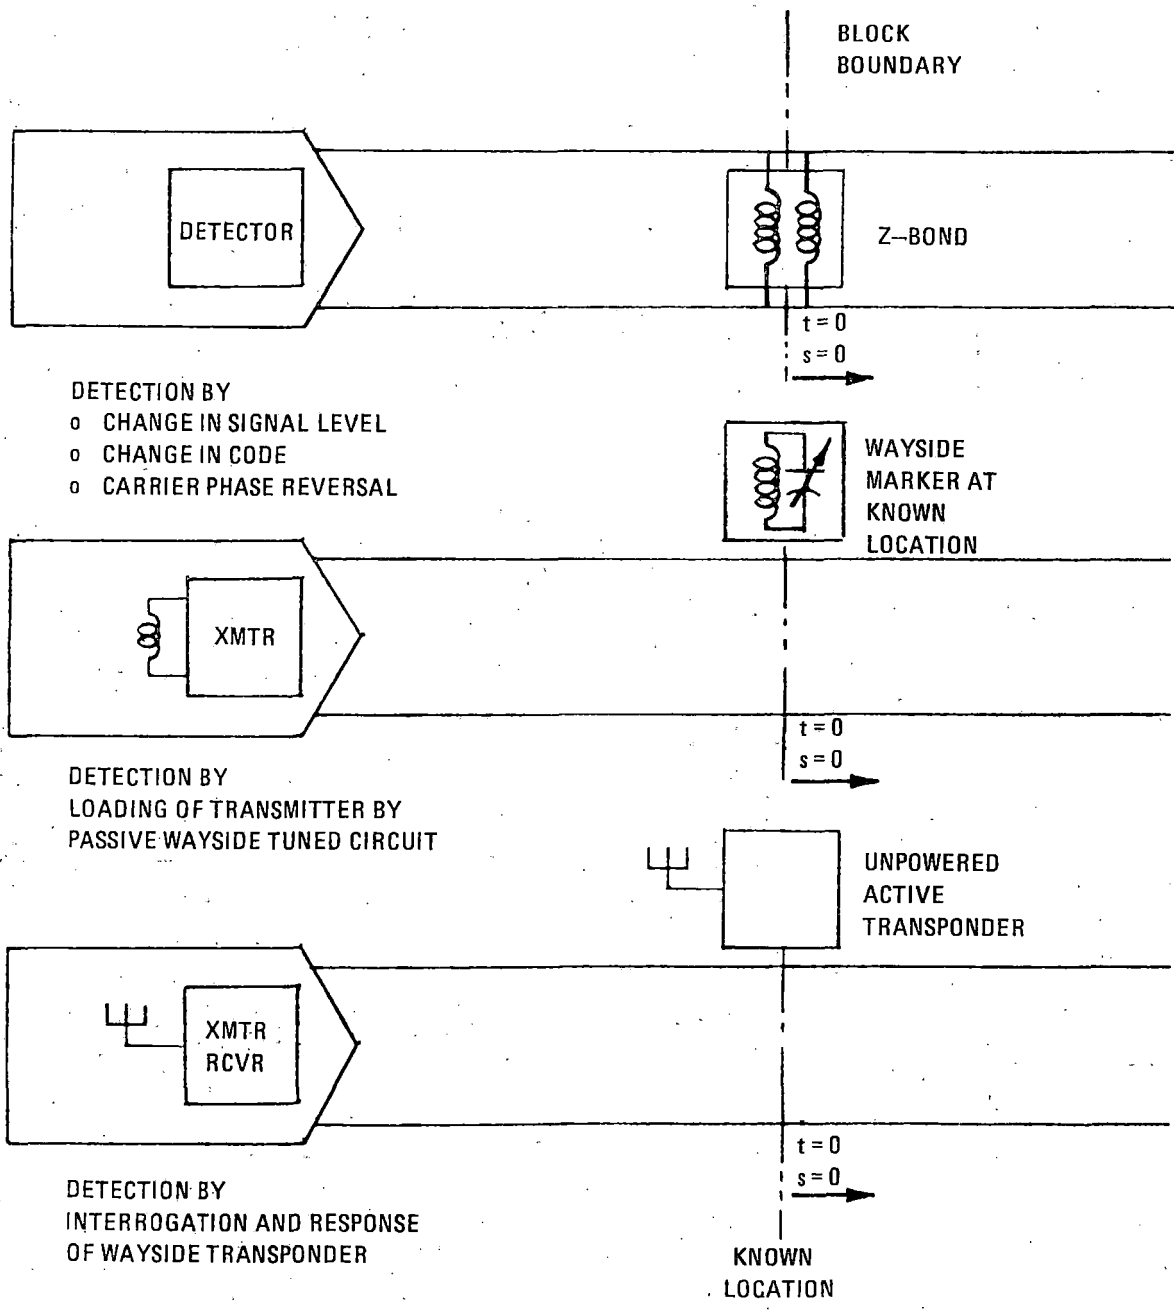 BLOCK
BOUNDARY
DETECTOR
Z-BOND
t = 0
s = 0
DETECTION BY
o CHANGE IN SIGNAL LEVEL
o CHANGE IN CODE
o CARRIER PHASE REVERSAL
WAYSIDE
MARKER AT
KNOWN
LOCATION
XMTR
t = 0
s = 0
DETECTION BY
LOADING OF TRANSMITTER BY
PASSIVE WAYSIDE TUNED CIRCUIT
UNPOWERED
ACTIVE
TRANSPONDER
XMTR
RCVR
t = 0
s = 0
DETECTION BY
INTERROGATION AND RESPONSE
OF WAYSIDE TRANSPONDER
KNOWN
LOCATION